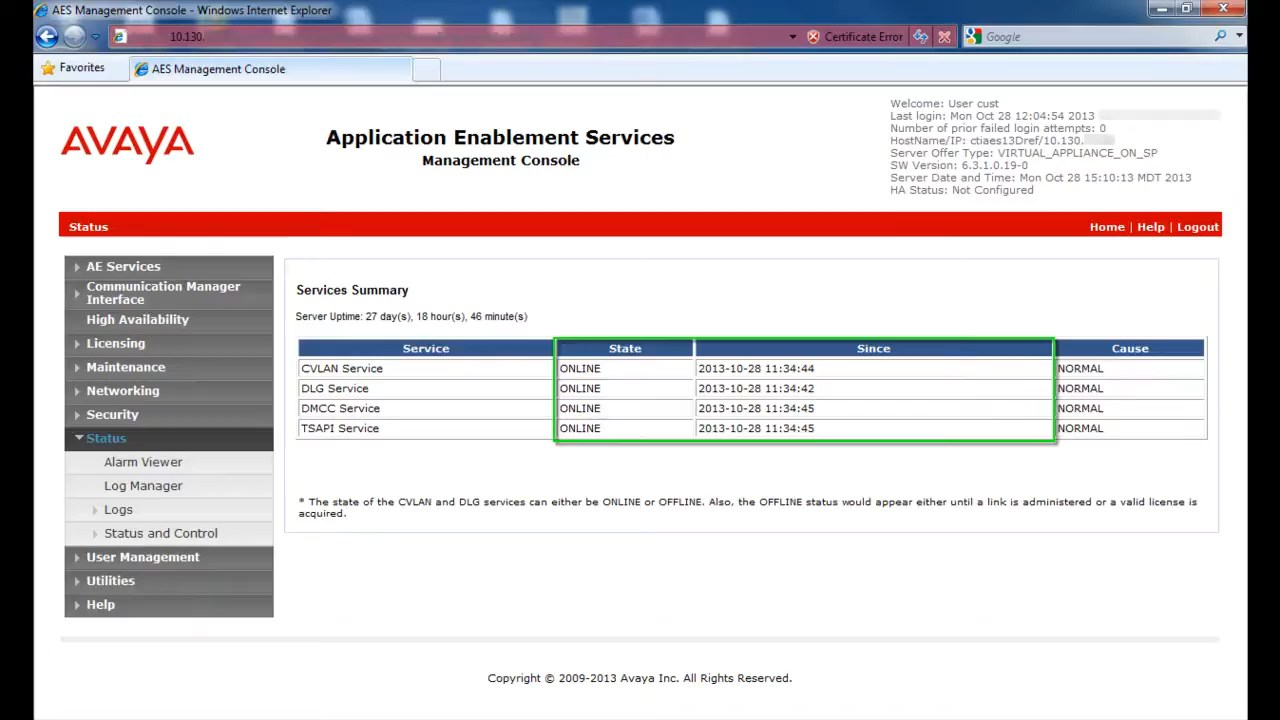 AES Management Console - Windows Internet Explorer
10.130.
Certificate Error
Google
Favorites
AES Management Console
AVAYA
Application Enablement Services
Management Console
Welcome: User cust
Last login: Mon Oct 28 12:04:54 2013
Number of prior failed login attempts: 0
HostName/IP: ctiaes13Dref/10.130.
Server Offer Type: VIRTUAL_APPLIANCE_ON_SP
SW Version: 6.3.1.0.19-0
Server Date and Time: Mon Oct 28 15:10:13 MDT 2013
HA Status: Not Configured
Status
Home | Help | Logout
AE Services
Communication Manager
Interface
High Availability
Licensing
Maintenance
Networking
Security
Status
Alarm Viewer
Log Manager
Logs
Status and Control
User Management
Utilities
Help
Services Summary
Server Uptime: 27 day(s), 18 hour(s), 46 minute(s)
Service State Since Cause
CVLAN Service ONLINE 2013-10-28 11:34:44 NORMAL
DLG Service ONLINE 2013-10-28 11:34:42 NORMAL
DMCC Service ONLINE 2013-10-28 11:34:45 NORMAL
TSAPI Service ONLINE 2013-10-28 11:34:45 NORMAL
* The state of the CVLAN and DLG services can either be ONLINE or OFFLINE. Also, the OFFLINE status would appear either until a link is administered or a valid license is
acquired.
Copyright © 2009-2013 Avaya Inc. All Rights Reserved.